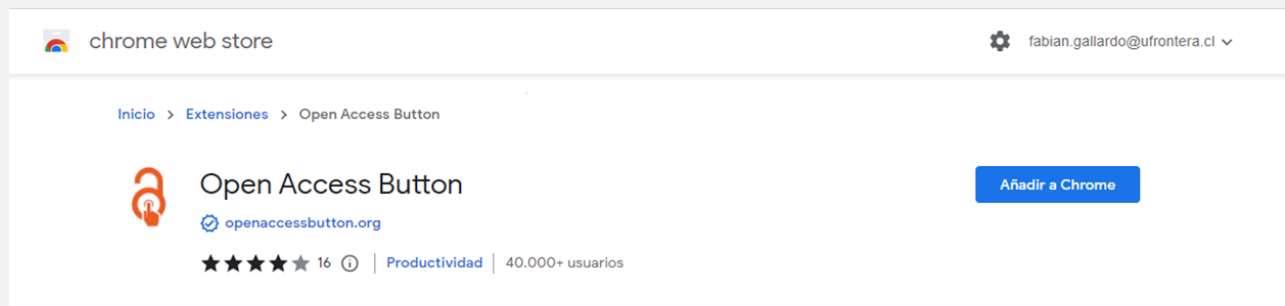 chrome web store
fabian.gallardo@ufrontera.cl
Inicio > Extensiones > Open Access Button
Open Access Button
Añadir a Chrome
openaccessbutton.org
16 | Productividad | 40.000+ usuarios